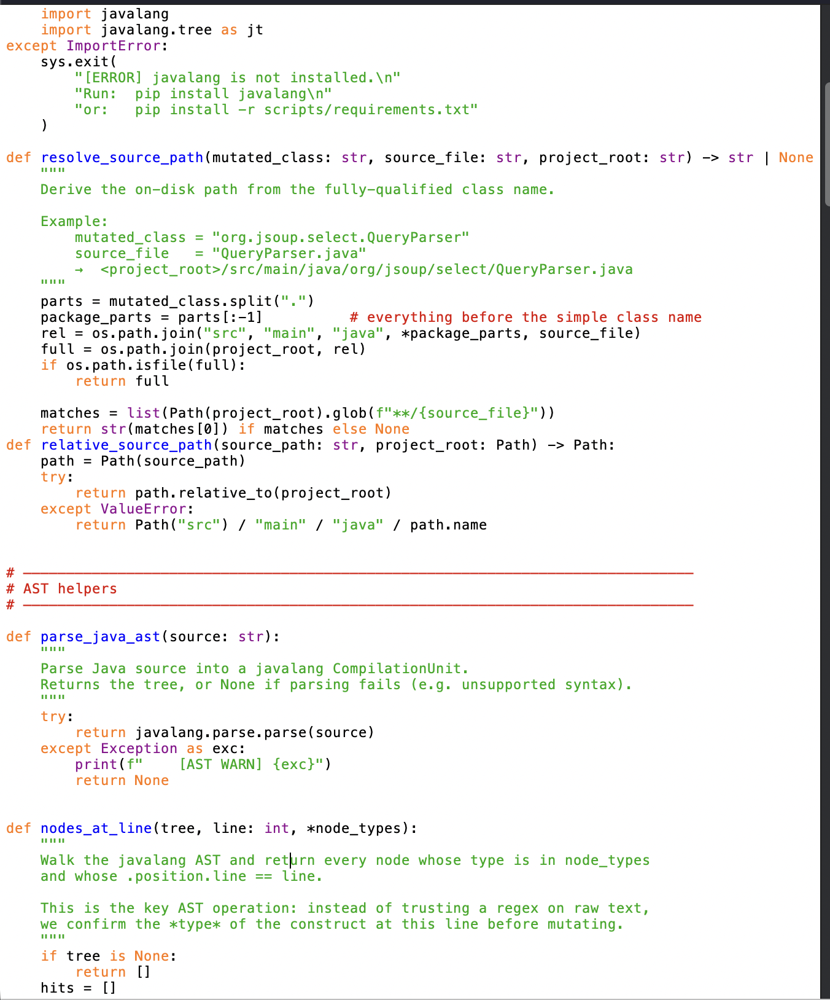 import javalang
    import javalang.tree as jt
except ImportError:
    sys.exit(
        "[ERROR] javalang is not installed.\n"
        "Run:  pip install javalang\n"
        "or:   pip install -r scripts/requirements.txt"
    )

def resolve_source_path(mutated_class: str, source_file: str, project_root: str) -> str | None
    """
    Derive the on-disk path from the fully-qualified class name.

    Example:
        mutated_class = "org.jsoup.select.QueryParser"
        source_file   = "QueryParser.java"
        →  <project_root>/src/main/java/org/jsoup/select/QueryParser.java
    """
    parts = mutated_class.split(".")
    package_parts = parts[:-1]          # everything before the simple class name
    rel = os.path.join("src", "main", "java", *package_parts, source_file)
    full = os.path.join(project_root, rel)
    if os.path.isfile(full):
        return full

    matches = list(Path(project_root).glob(f"**/{source_file}"))
    return str(matches[0]) if matches else None
def relative_source_path(source_path: str, project_root: Path) -> Path:
    path = Path(source_path)
    try:
        return path.relative_to(project_root)
    except ValueError:
        return Path("src") / "main" / "java" / path.name


# ──────────────────────────────────────────────────────────────────────────────
# AST helpers
# ──────────────────────────────────────────────────────────────────────────────

def parse_java_ast(source: str):
    """
    Parse Java source into a javalang CompilationUnit.
    Returns the tree, or None if parsing fails (e.g. unsupported syntax).
    """
    try:
        return javalang.parse.parse(source)
    except Exception as exc:
        print(f"    [AST WARN] {exc}")
        return None


def nodes_at_line(tree, line: int, *node_types):
    """
    Walk the javalang AST and return every node whose type is in node_types
    and whose .position.line == line.

    This is the key AST operation: instead of trusting a regex on raw text,
    we confirm the *type* of the construct at this line before mutating.
    """
    if tree is None:
        return []
    hits = []